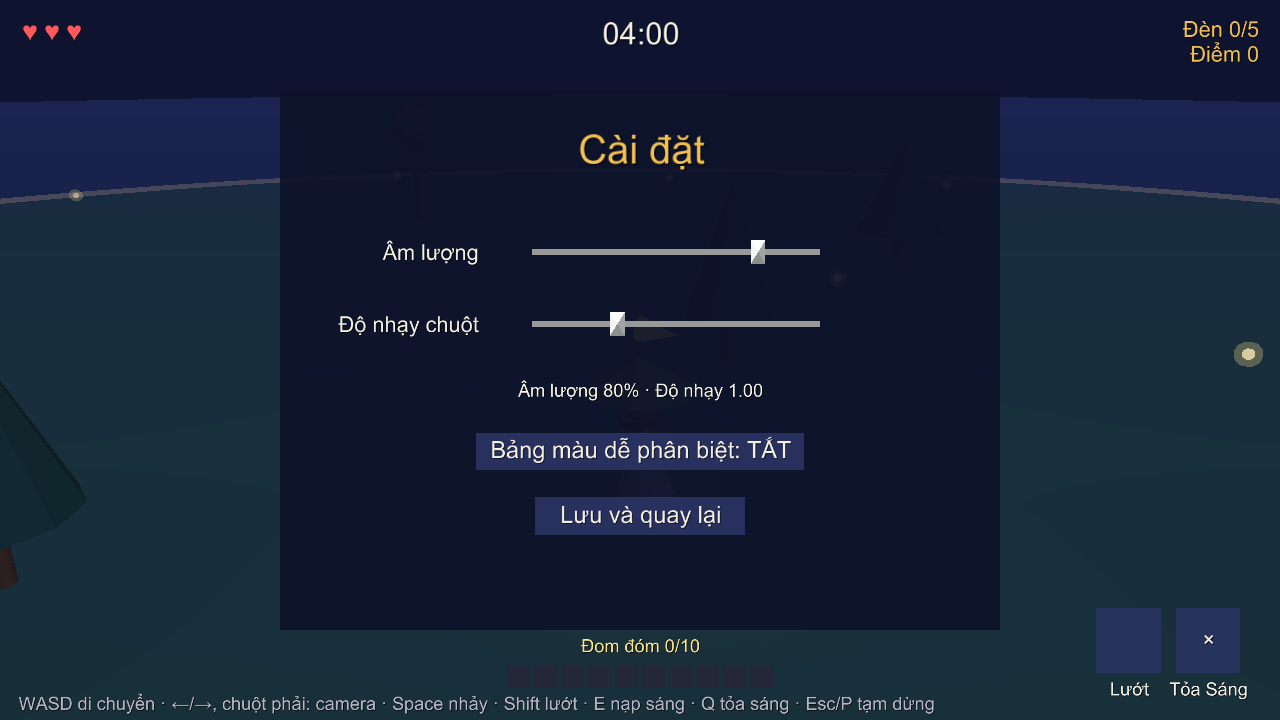 ♥ ♥ ♥
04:00
Đèn 0/5
Điểm 0
Cài đặt
Âm lượng
Độ nhạy chuột
Âm lượng 80% · Độ nhạy 1.00
Bảng màu dễ phân biệt: TẮT
Lưu và quay lại
Đom đóm 0/10
×
Lướt
Tỏa Sáng
WASD di chuyển · ←/→, chuột phải: camera · Space nhảy · Shift lướt · E nạp sáng · Q tỏa sáng · Esc/P tạm dừng